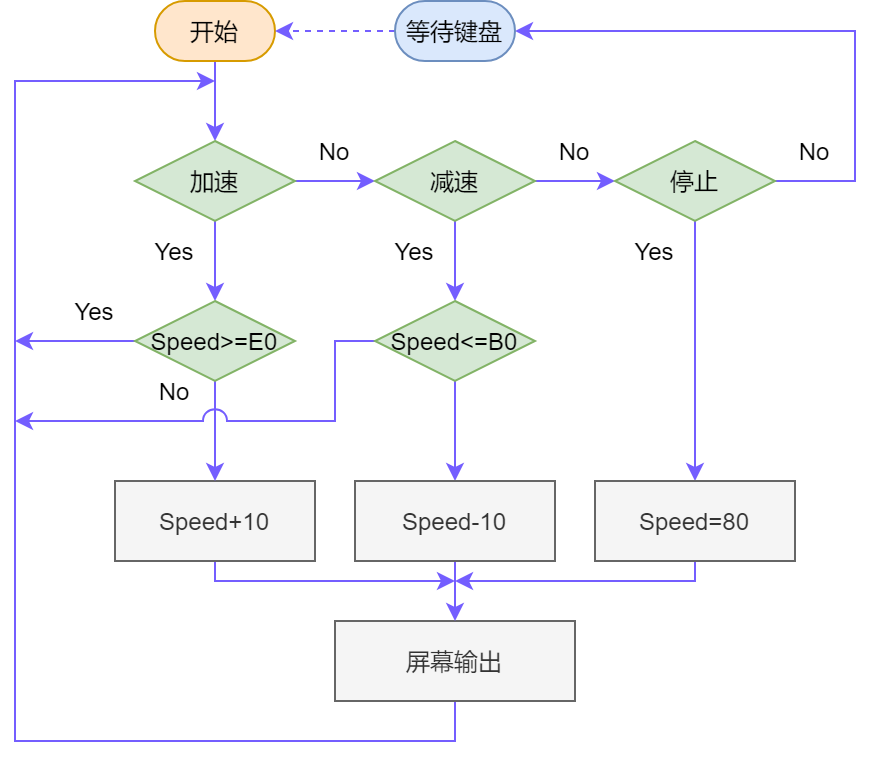 开始
等待键盘
加速
No
减速
No
停止
No
Yes
Yes
Yes
Yes
Speed>=E0
Speed<=B0
No
Speed+10
Speed-10
Speed=80
屏幕输出